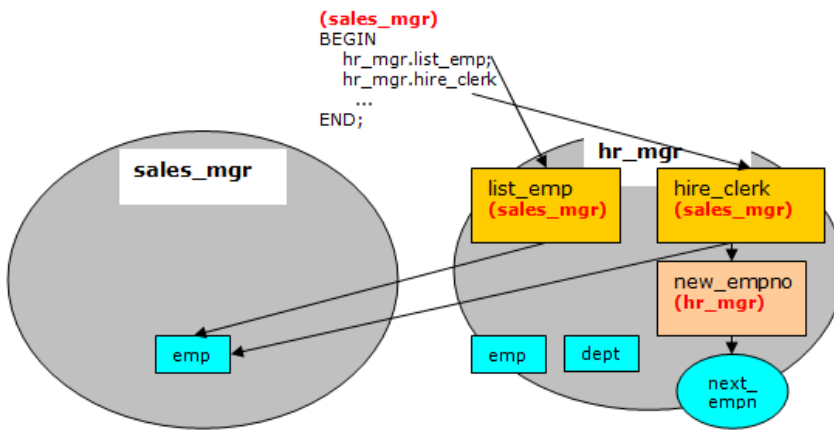 (sales_mgr)
BEGIN
hr_mgr.list_emp;
hr_mgr.hire_clerk
...
END;
sales_mgr
hr_mgr
list_emp
(sales_mgr)
hire_clerk
(sales_mgr)
new_empno
(hr_mgr)
emp
emp
dept
next_
empn